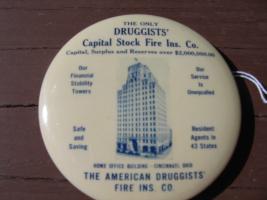 THE ONLY
DRUGGISTS'
Capital Stock Fire Ins. Co.
Capital, Surplus and Reserves over $2,000,000.00
Our
Financial
Stability
Towers
Our
Service
Is
Unequalled
Safe
and
Saving
Resident
Agents in
43 States
HOME OFFICE BUILDING - CINCINNATI, OHIO
THE AMERICAN DRUGGISTS'
FIRE INS. CO.